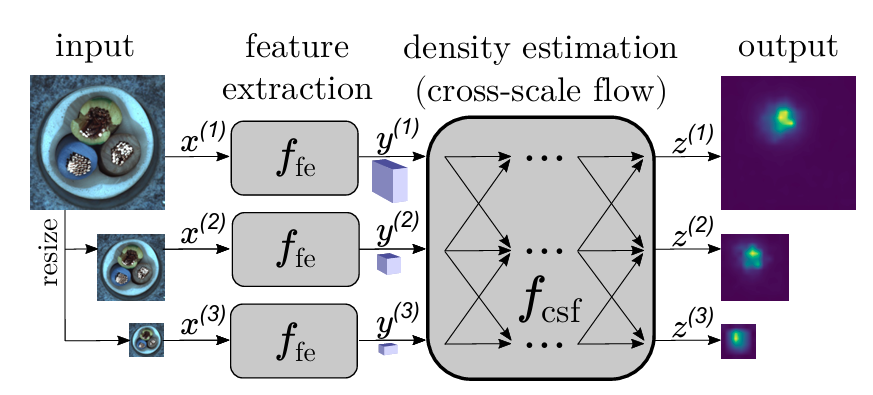 input feature density estimation output
extraction (cross-scale flow)
x(1) f_fe y(1) z(1)
resize x(2) f_fe y(2) z(2)
f_csf
x(3) f_fe y(3) z(3)